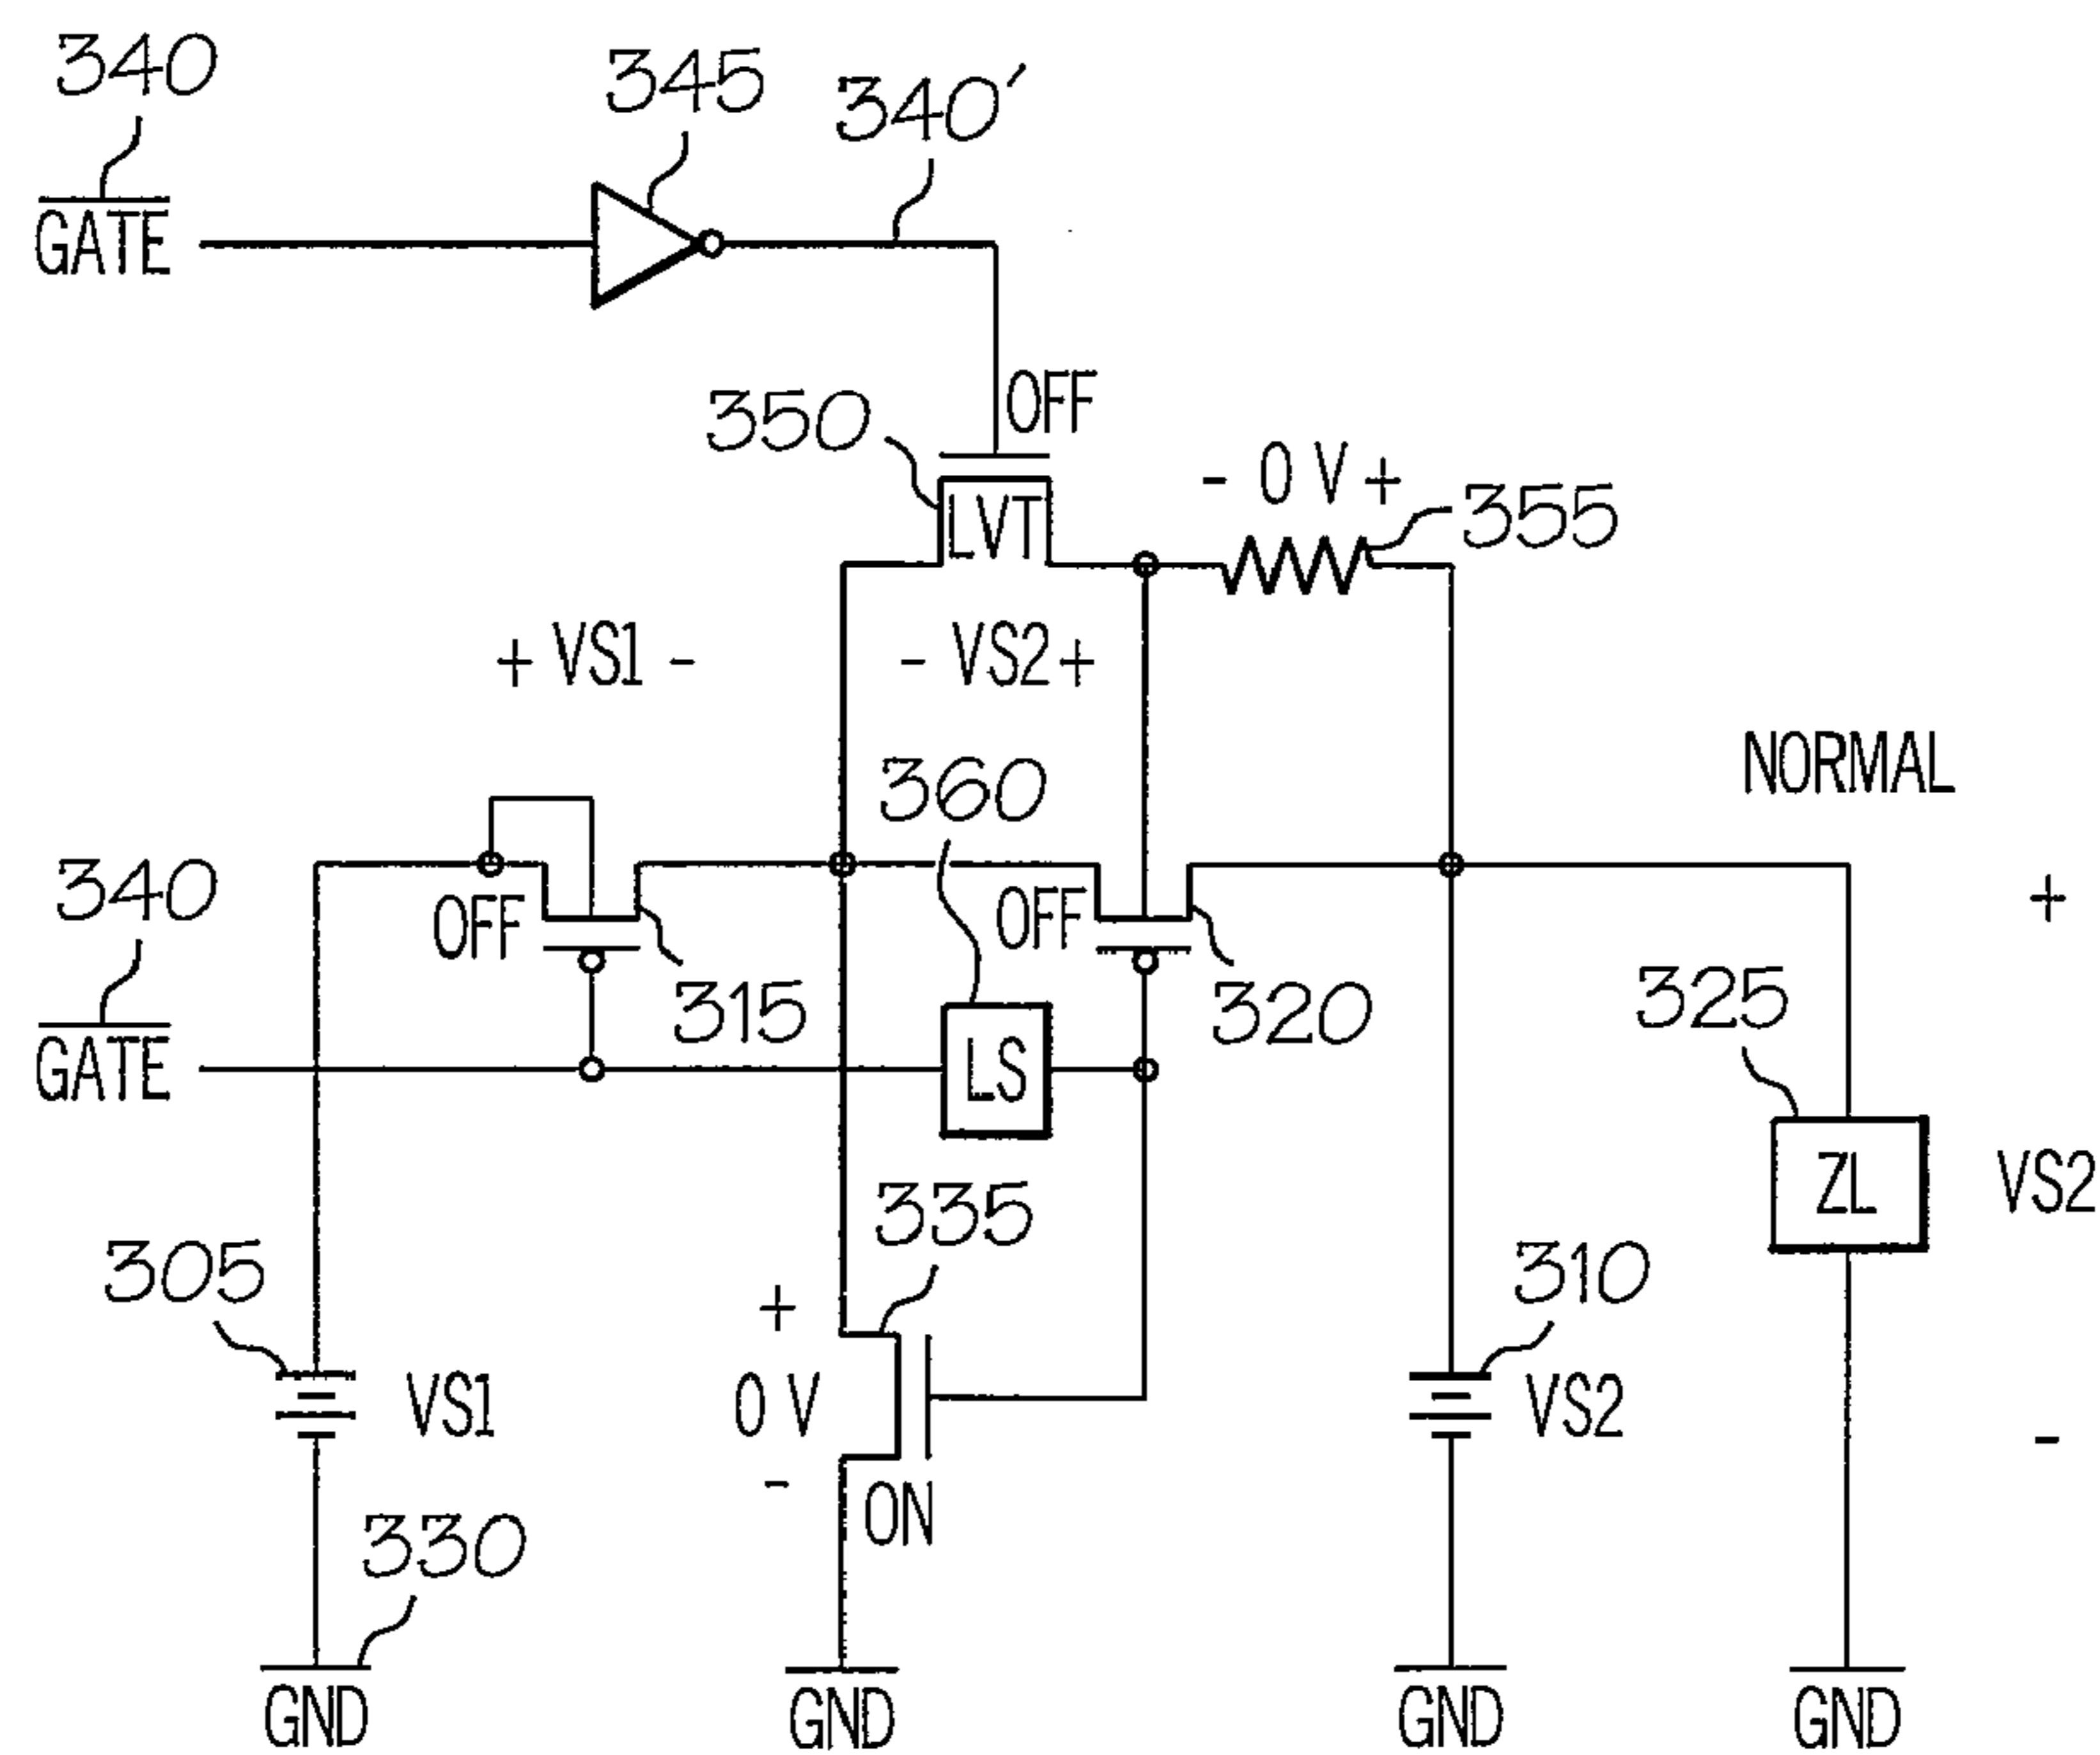 340
345
340′
GATE
350
OFF
- 0 V +
355
LVT
+ VS1 -
- VS2 +
360
NORMAL
340
OFF
OFF
+
315
320
325
GATE
LS
ZL
VS2
335
305
310
+
VS1
0 V
VS2
-
-
ON
330
GND
GND
GND
GND